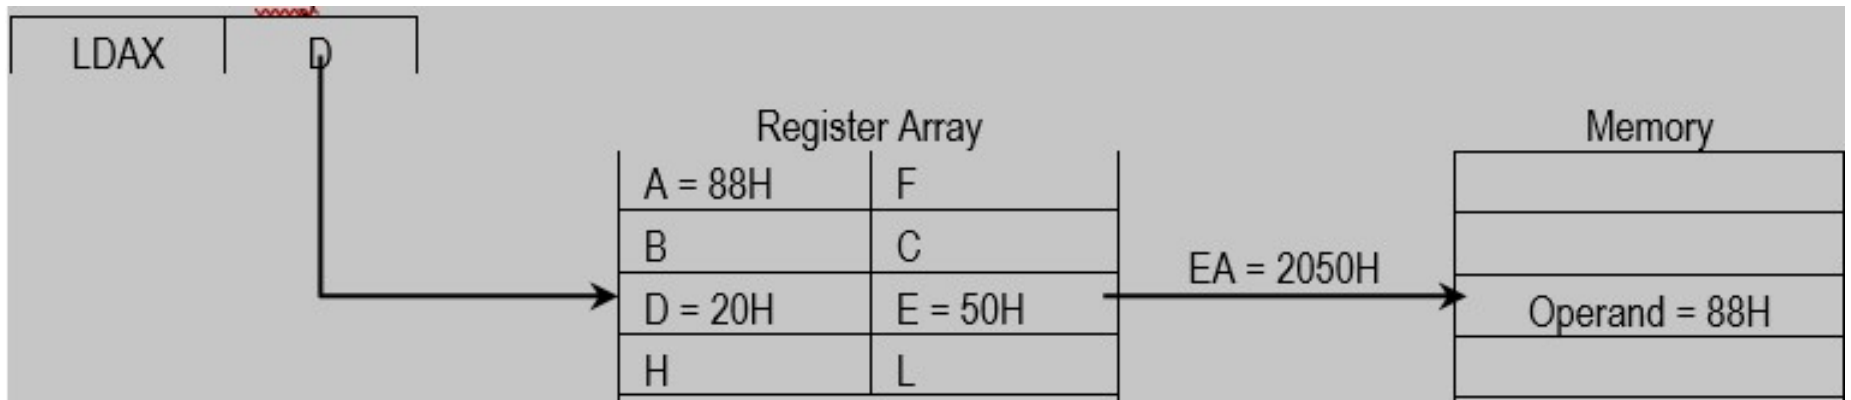 LDAX D
Register Array Memory
A = 88H F
B C
EA = 2050H
D = 20H E = 50H Operand = 88H
H L